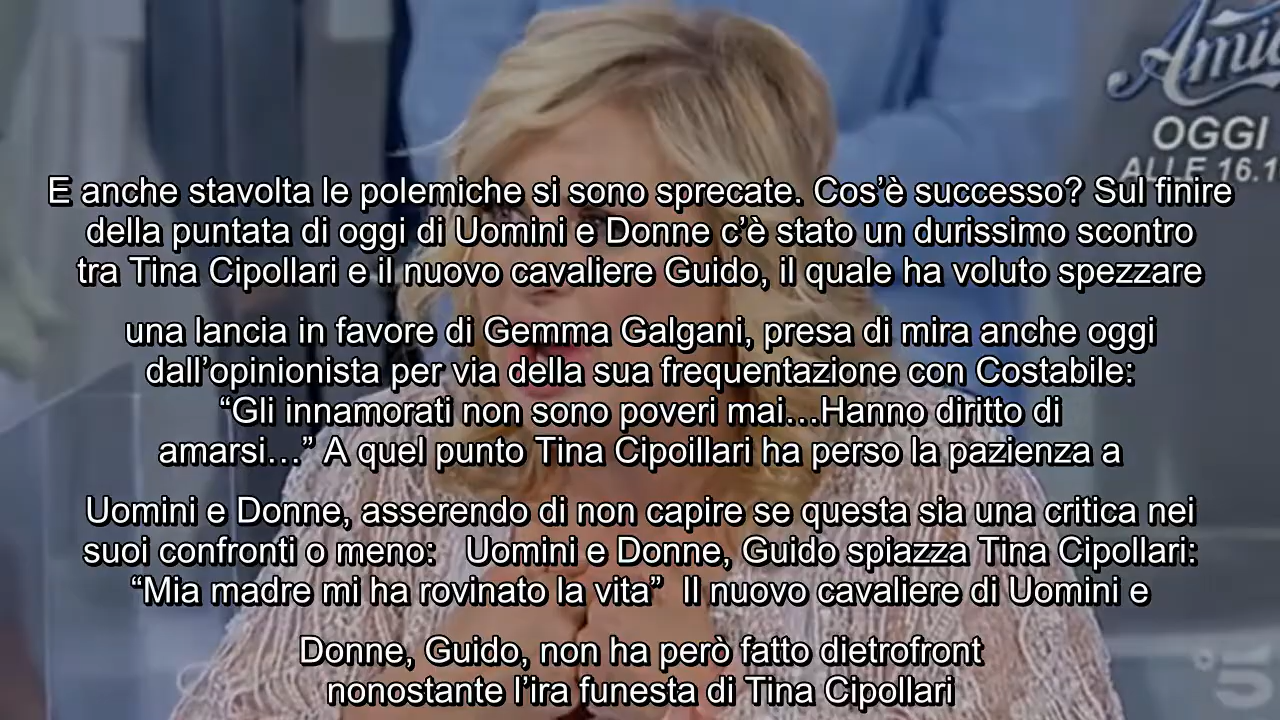 Amici
OGGI
ALLE 16.1
E anche stavolta le polemiche si sono sprecate. Cos’è successo? Sul finire
della puntata di oggi di Uomini e Donne c’è stato un durissimo scontro
tra Tina Cipollari e il nuovo cavaliere Guido, il quale ha voluto spezzare
una lancia in favore di Gemma Galgani, presa di mira anche oggi
dall’opinionista per via della sua frequentazione con Costabile:
“Gli innamorati non sono poveri mai…Hanno diritto di
amarsi…” A quel punto Tina Cipoillari ha perso la pazienza a
Uomini e Donne, asserendo di non capire se questa sia una critica nei
suoi confronti o meno:   Uomini e Donne, Guido spiazza Tina Cipollari:
“Mia madre mi ha rovinato la vita”  Il nuovo cavaliere di Uomini e
Donne, Guido, non ha però fatto dietrofront
nonostante l’ira funesta di Tina Cipollari
5